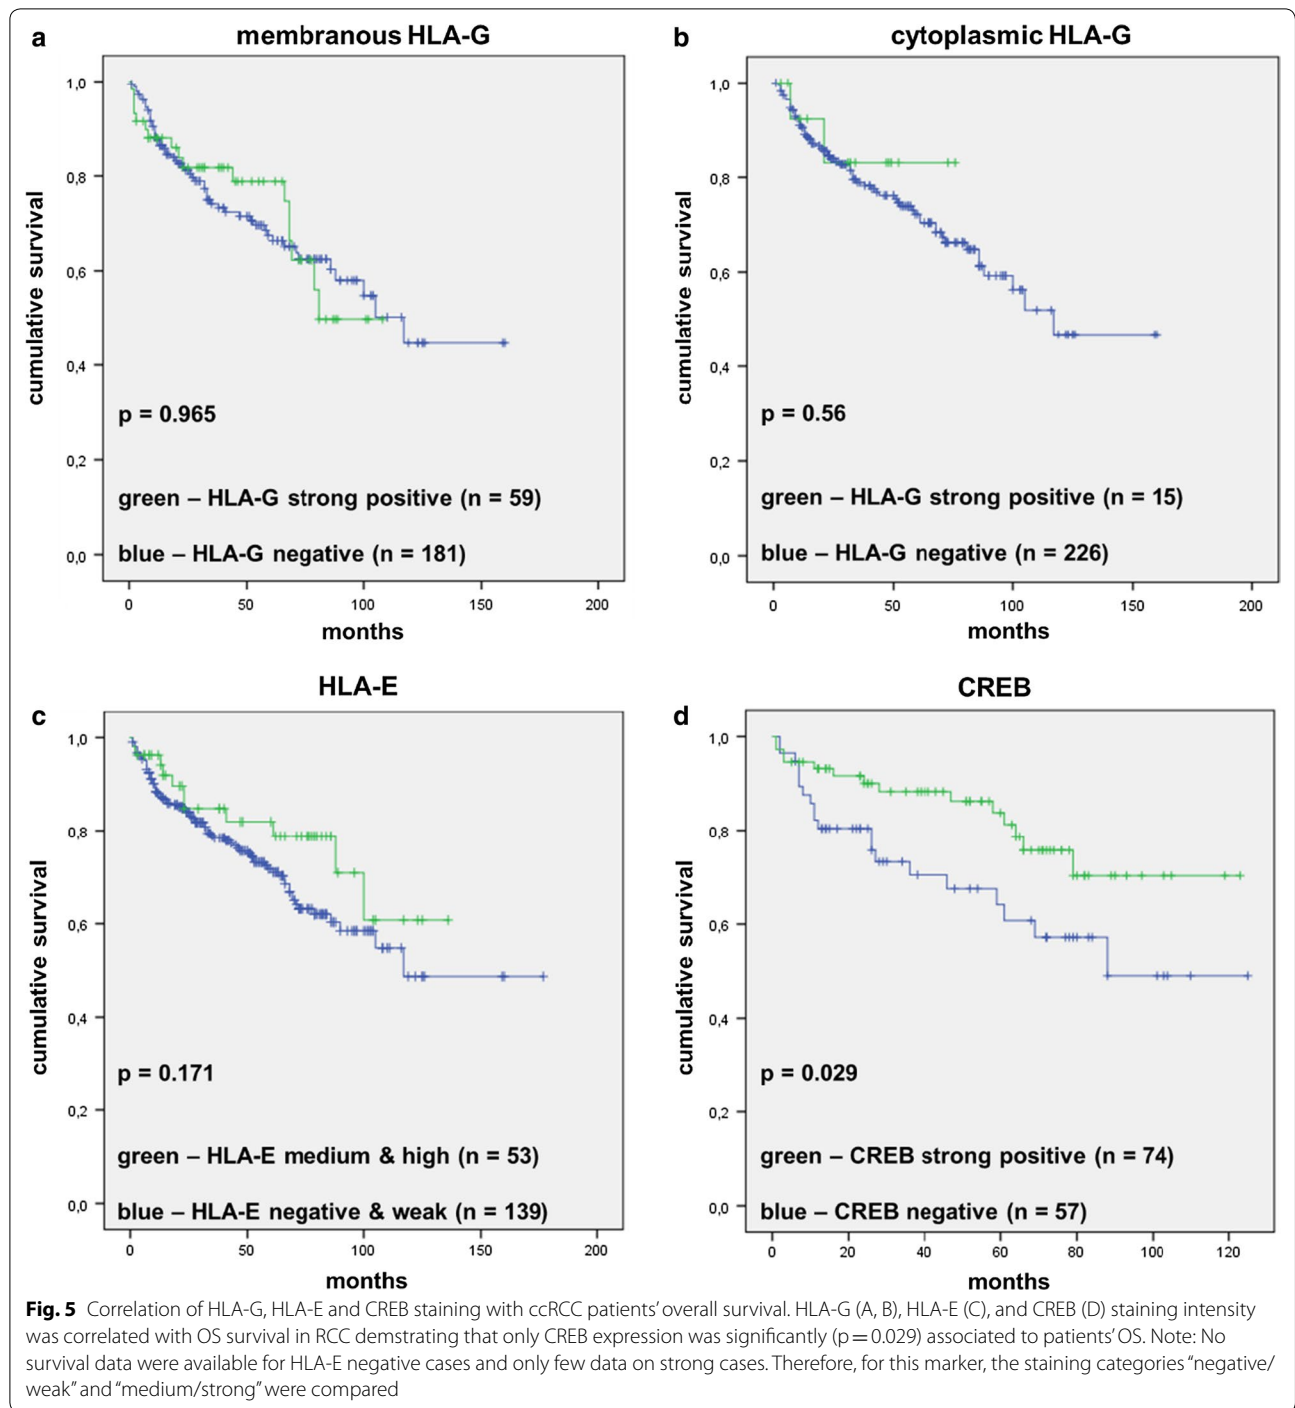 a
membranous HLA-G
cumulative survival
1,0
0,8
0,6
0,4
0,2
0,0
p = 0.965
green – HLA-G strong positive (n = 59)
blue – HLA-G negative (n = 181)
0 50 100 150 200
months
b
cytoplasmic HLA-G
cumulative survival
1,0
0,8
0,6
0,4
0,2
0,0
p = 0.56
green – HLA-G strong positive (n = 15)
blue – HLA-G negative (n = 226)
0 50 100 150 200
months
c
HLA-E
cumulative survival
1,0
0,8
0,6
0,4
0,2
0,0
p = 0.171
green – HLA-E medium & high (n = 53)
blue – HLA-E negative & weak (n = 139)
0 50 100 150 200
months
d
CREB
cumulative survival
1,0
0,8
0,6
0,4
0,2
0,0
p = 0.029
green – CREB strong positive (n = 74)
blue – CREB negative (n = 57)
0 20 40 60 80 100 120
months
Fig. 5 Correlation of HLA-G, HLA-E and CREB staining with ccRCC patients’ overall survival. HLA-G (A, B), HLA-E (C), and CREB (D) staining intensity
was correlated with OS survival in RCC demstrating that only CREB expression was significantly (p = 0.029) associated to patients’ OS. Note: No
survival data were available for HLA-E negative cases and only few data on strong cases. Therefore, for this marker, the staining categories “negative/
weak” and “medium/strong” were compared